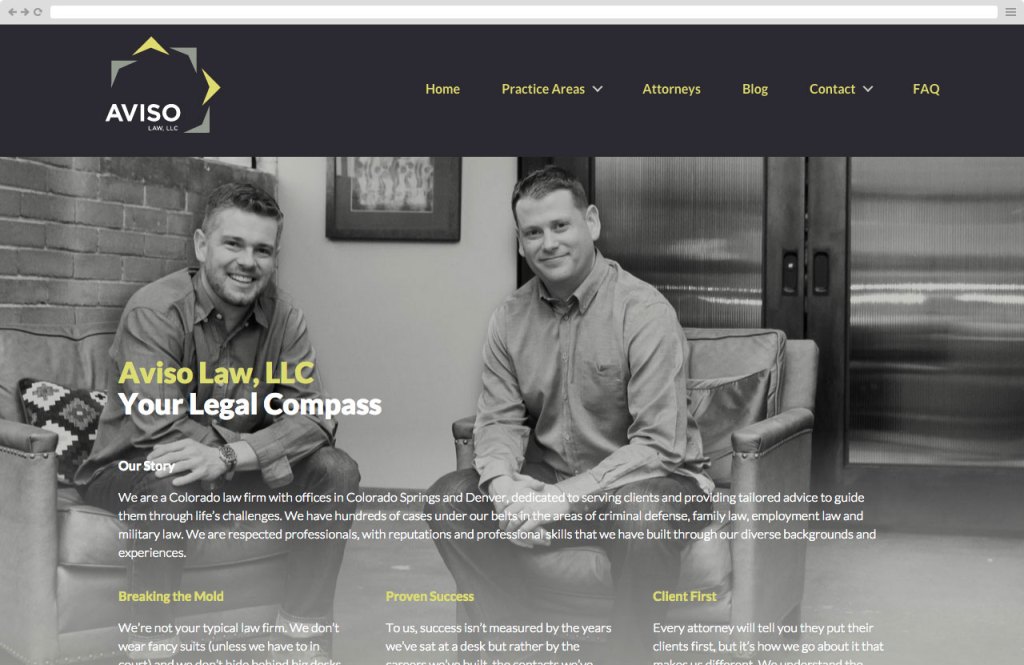 AVISO
LAW, LLC
Home Practice Areas Attorneys Blog Contact FAQ
Aviso Law, LLC
Your Legal Compass
Our Story
We are a Colorado law firm with offices in Colorado Springs and Denver, dedicated to serving clients and providing tailored advice to guide
them through life's challenges. We have hundreds of cases under our belts in the areas of criminal defense, family law, employment law and
military law. We are respected professionals, with reputations and professional skills that we have built through our diverse backgrounds and
experiences.
Breaking the Mold
We're not your typical law firm. We don't
wear fancy suits (unless we have to in
court) and we don't hide behind big desks
Proven Success
To us, success isn't measured by the years
we've sat at a desk but rather by the
careers we've built, the contacts we've
Client First
Every attorney will tell you they put their
clients first, but it's how we go about it that
makes us different. We understand the